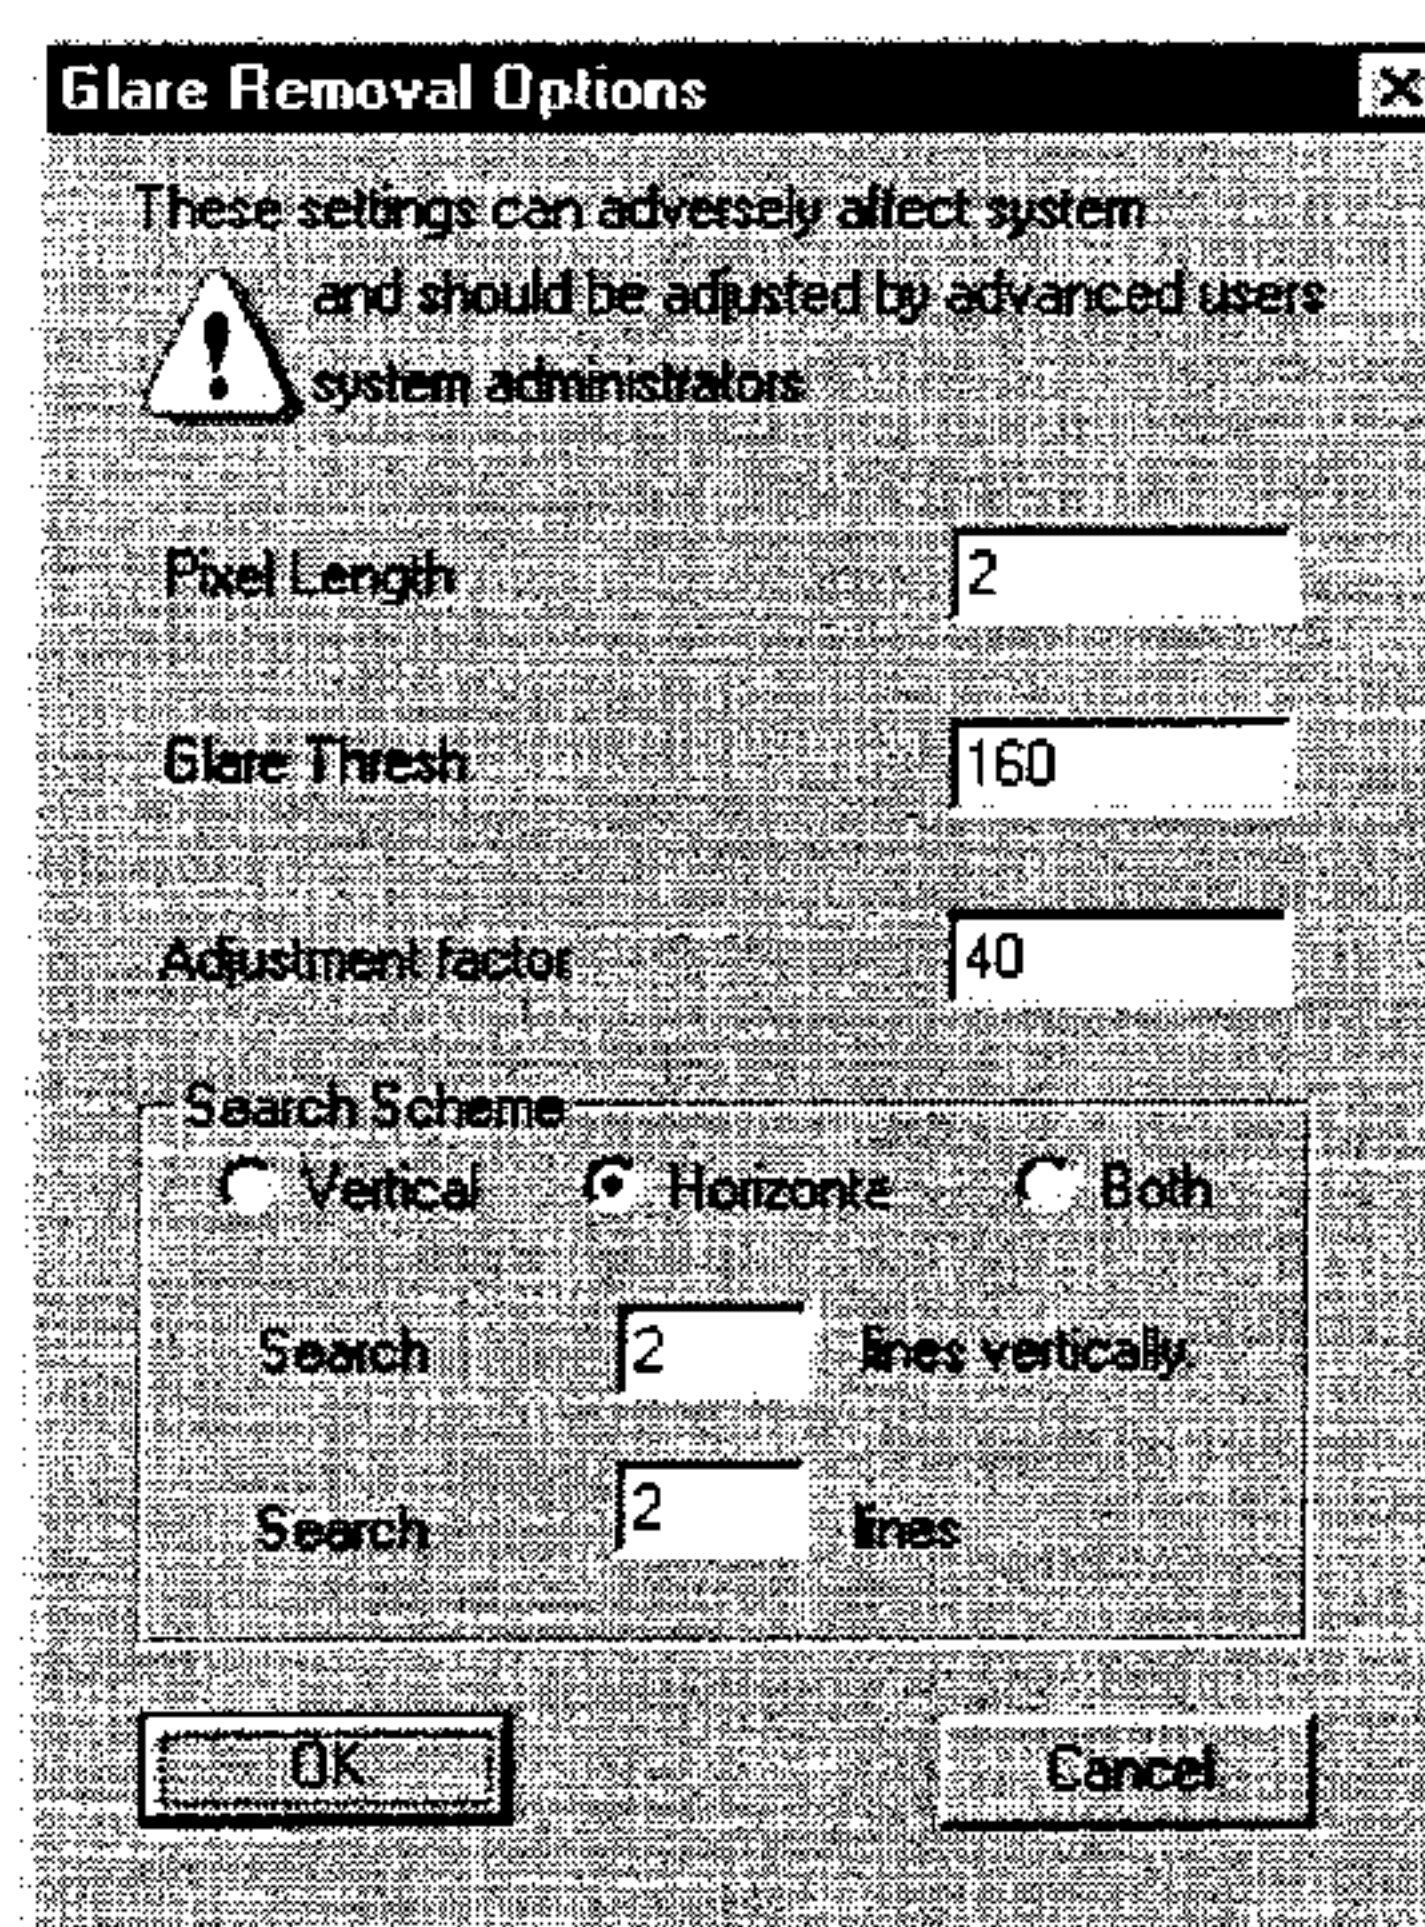 Glare Removal Options
These settings can adversely affect system
and should be adjusted by advanced users
system administrators
Pixel Length 2
Glare Thresh 160
Adjustment factor 40
Search Scheme
Vertical Horizonta Both
Search 2 lines vertically
Search 2 lines
OK Cancel